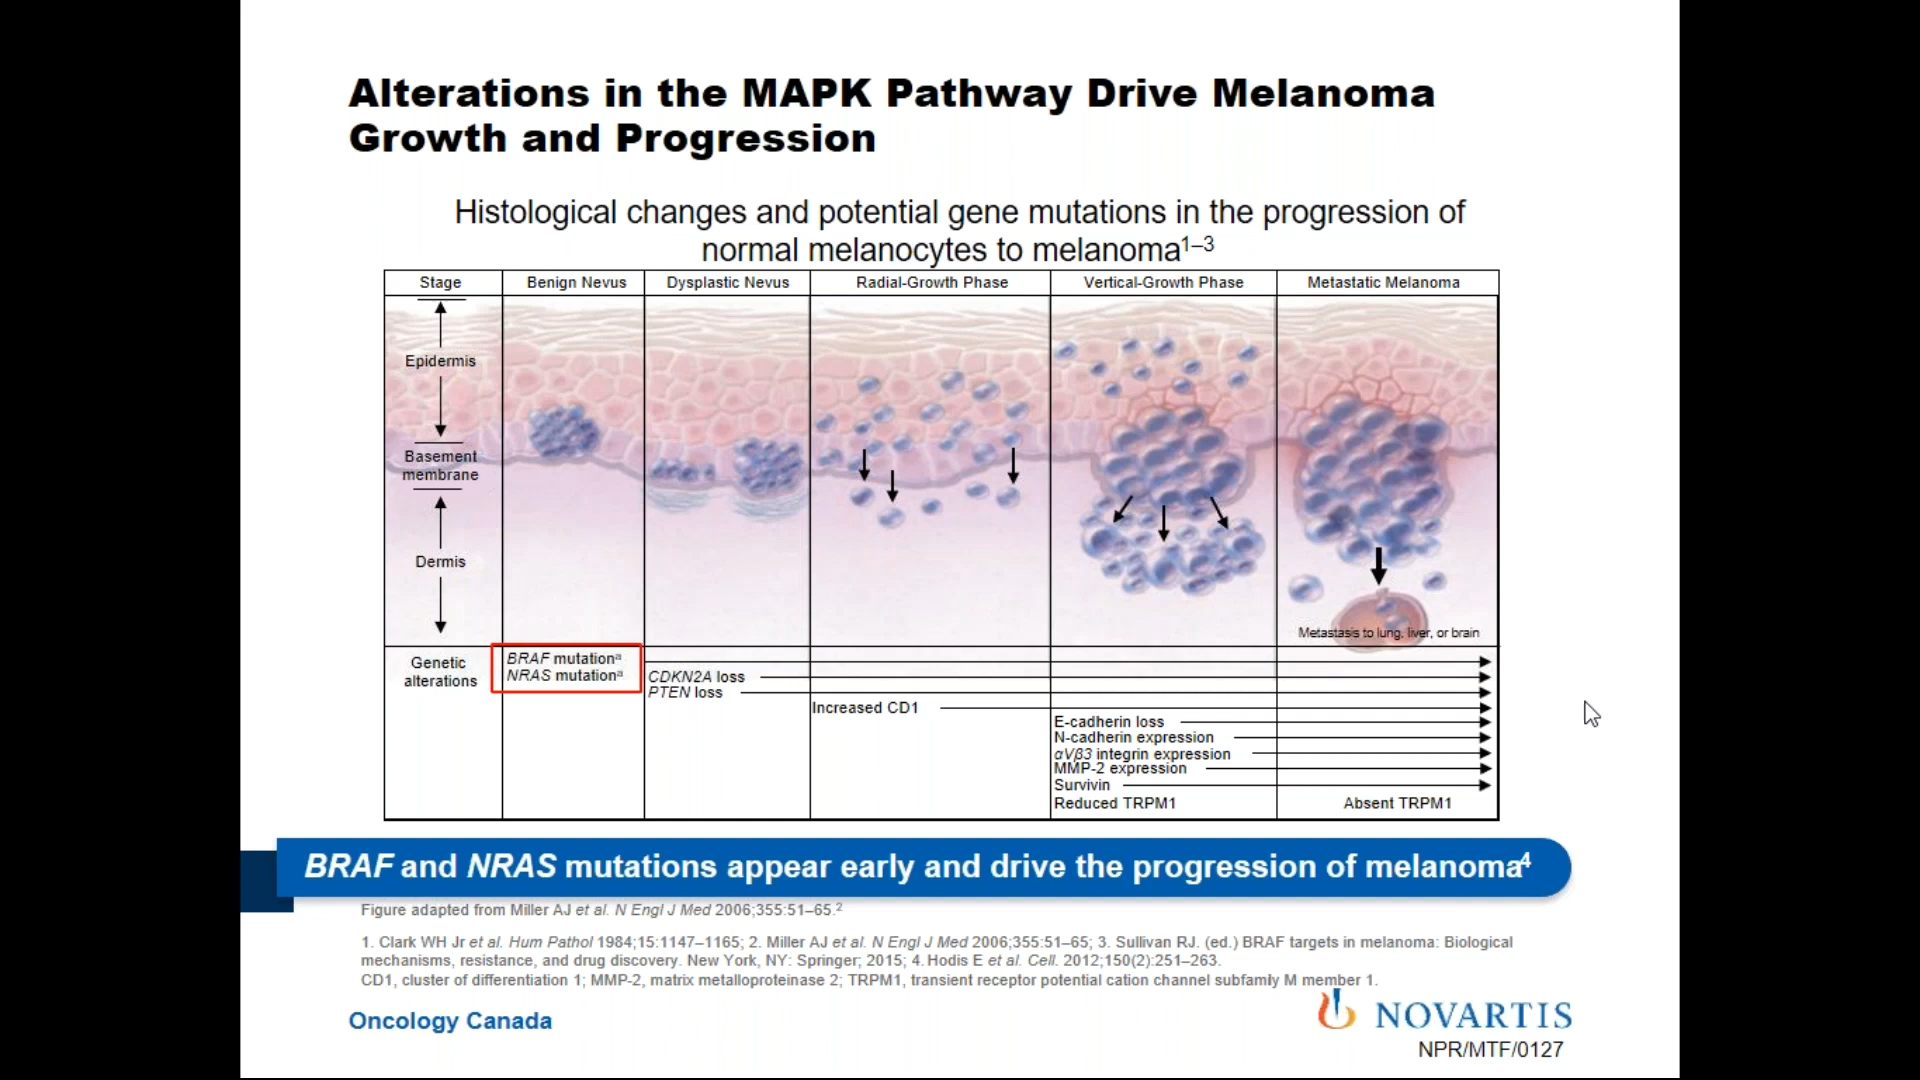 Alterations in the MAPK Pathway Drive Melanoma
Growth and Progression
Histological changes and potential gene mutations in the progression of
normal melanocytes to melanoma1–3
Stage
Benign Nevus
Dysplastic Nevus
Radial-Growth Phase
Vertical-Growth Phase
Metastatic Melanoma
Epidermis
Basement
membrane
Dermis
Metastasis to lung, liver, or brain
Genetic
alterations
BRAF mutationa
NRAS mutationa
CDKN2A loss
PTEN loss
Increased CD1
E-cadherin loss
N-cadherin expression
αVβ3 integrin expression
MMP-2 expression
Survivin
Reduced TRPM1
Absent TRPM1
BRAF and NRAS mutations appear early and drive the progression of melanoma4
Figure adapted from Miller AJ et al. N Engl J Med 2006;355:51–65.2
1. Clark WH Jr et al. Hum Pathol 1984;15:1147–1165; 2. Miller AJ et al. N Engl J Med 2006;355:51–65; 3. Sullivan RJ. (ed.) BRAF targets in melanoma: Biological
mechanisms, resistance, and drug discovery. New York, NY: Springer; 2015; 4. Hodis E et al. Cell. 2012;150(2):251–263.
CD1, cluster of differentiation 1; MMP-2, matrix metalloproteinase 2; TRPM1, transient receptor potential cation channel subfamly M member 1.
Oncology Canada
NOVARTIS
NPR/MTF/0127